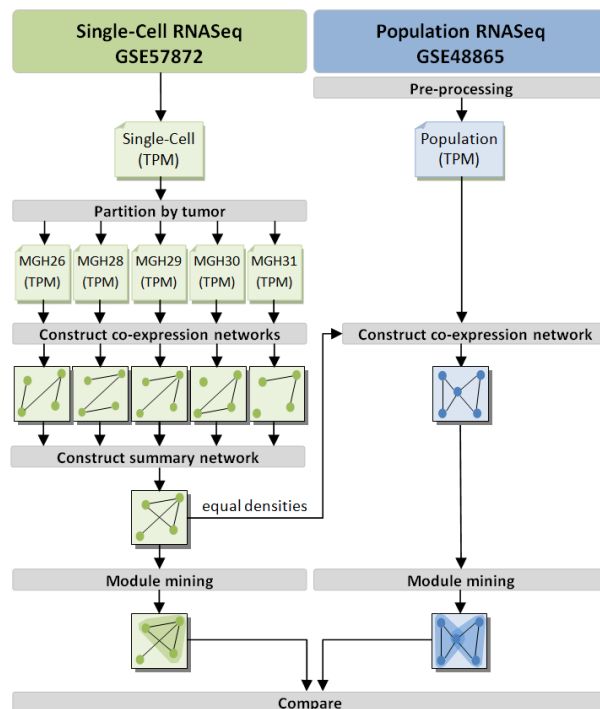 Single-Cell RNASeq
GSE57872
Population RNASeq
GSE48865
Pre-processing
Single-Cell
(TPM)
Population
(TPM)
Partition by tumor
MGH26
(TPM)
MGH28
(TPM)
MGH29
(TPM)
MGH30
(TPM)
MGH31
(TPM)
Construct co-expression networks
Construct co-expression network
Construct summary network
equal densities
Module mining
Module mining
Compare